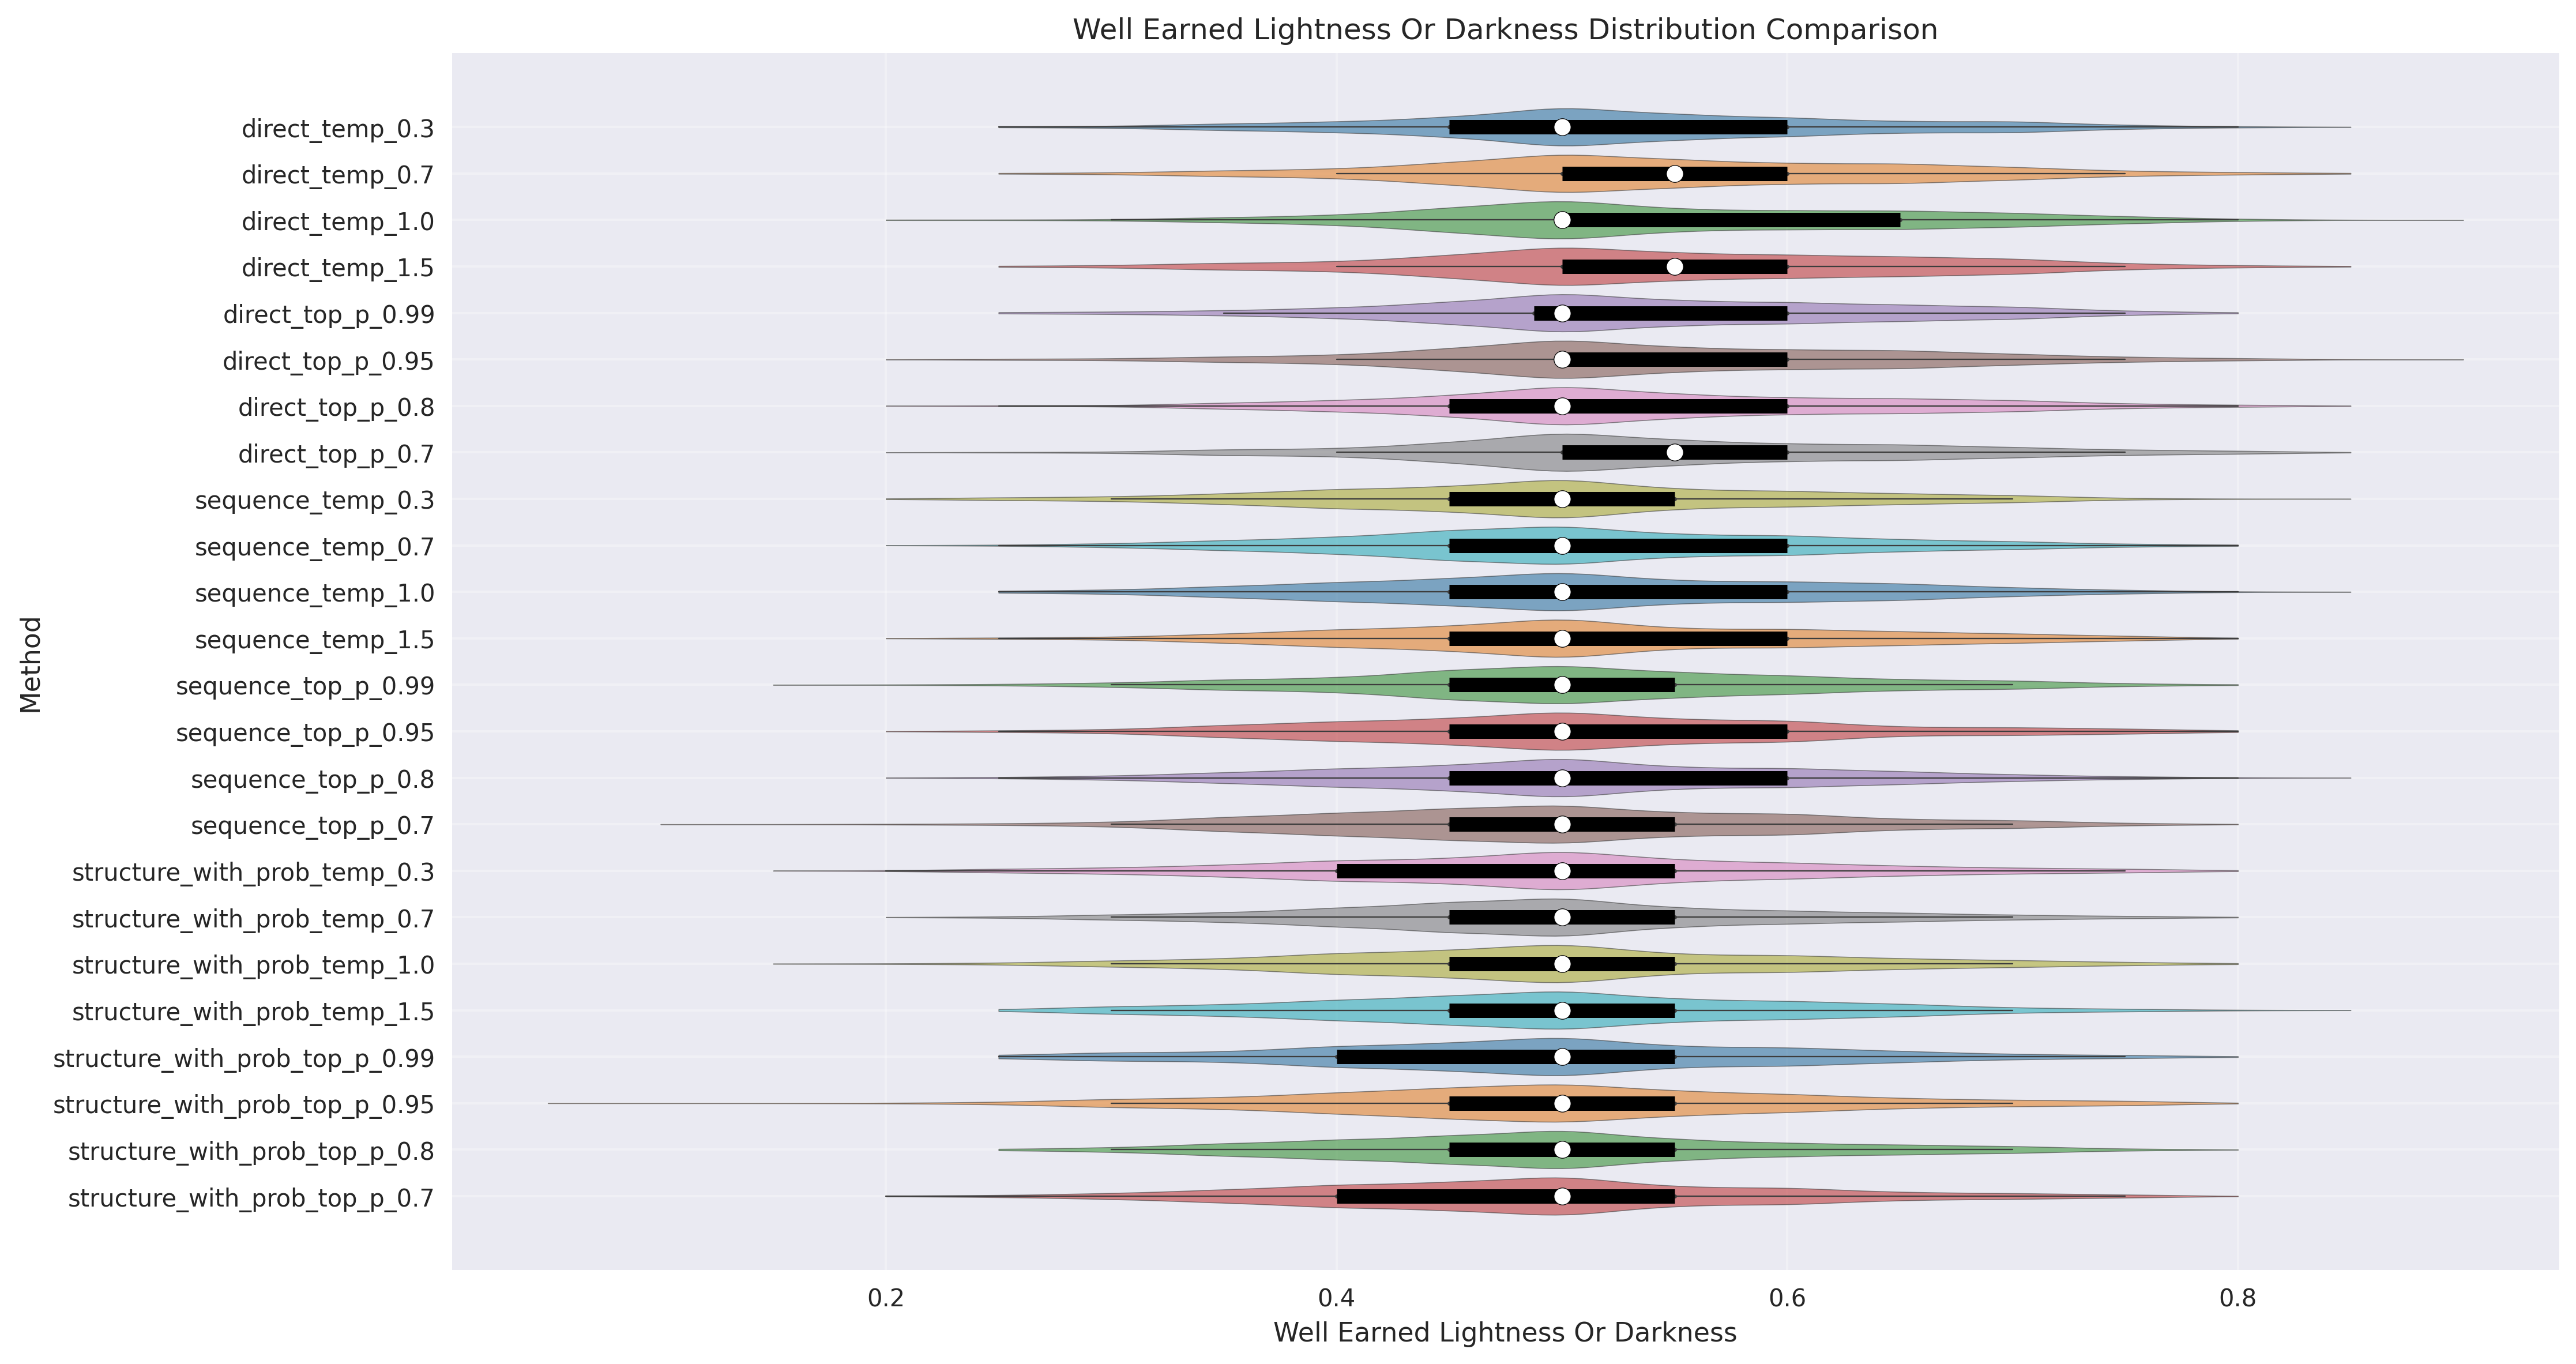 Well Earned Lightness Or Darkness Distribution Comparison
Method
direct_temp_0.3
direct_temp_0.7
direct_temp_1.0
direct_temp_1.5
direct_top_p_0.99
direct_top_p_0.95
direct_top_p_0.8
direct_top_p_0.7
sequence_temp_0.3
sequence_temp_0.7
sequence_temp_1.0
sequence_temp_1.5
sequence_top_p_0.99
sequence_top_p_0.95
sequence_top_p_0.8
sequence_top_p_0.7
structure_with_prob_temp_0.3
structure_with_prob_temp_0.7
structure_with_prob_temp_1.0
structure_with_prob_temp_1.5
structure_with_prob_top_p_0.99
structure_with_prob_top_p_0.95
structure_with_prob_top_p_0.8
structure_with_prob_top_p_0.7
0.2 0.4 0.6 0.8
Well Earned Lightness Or Darkness